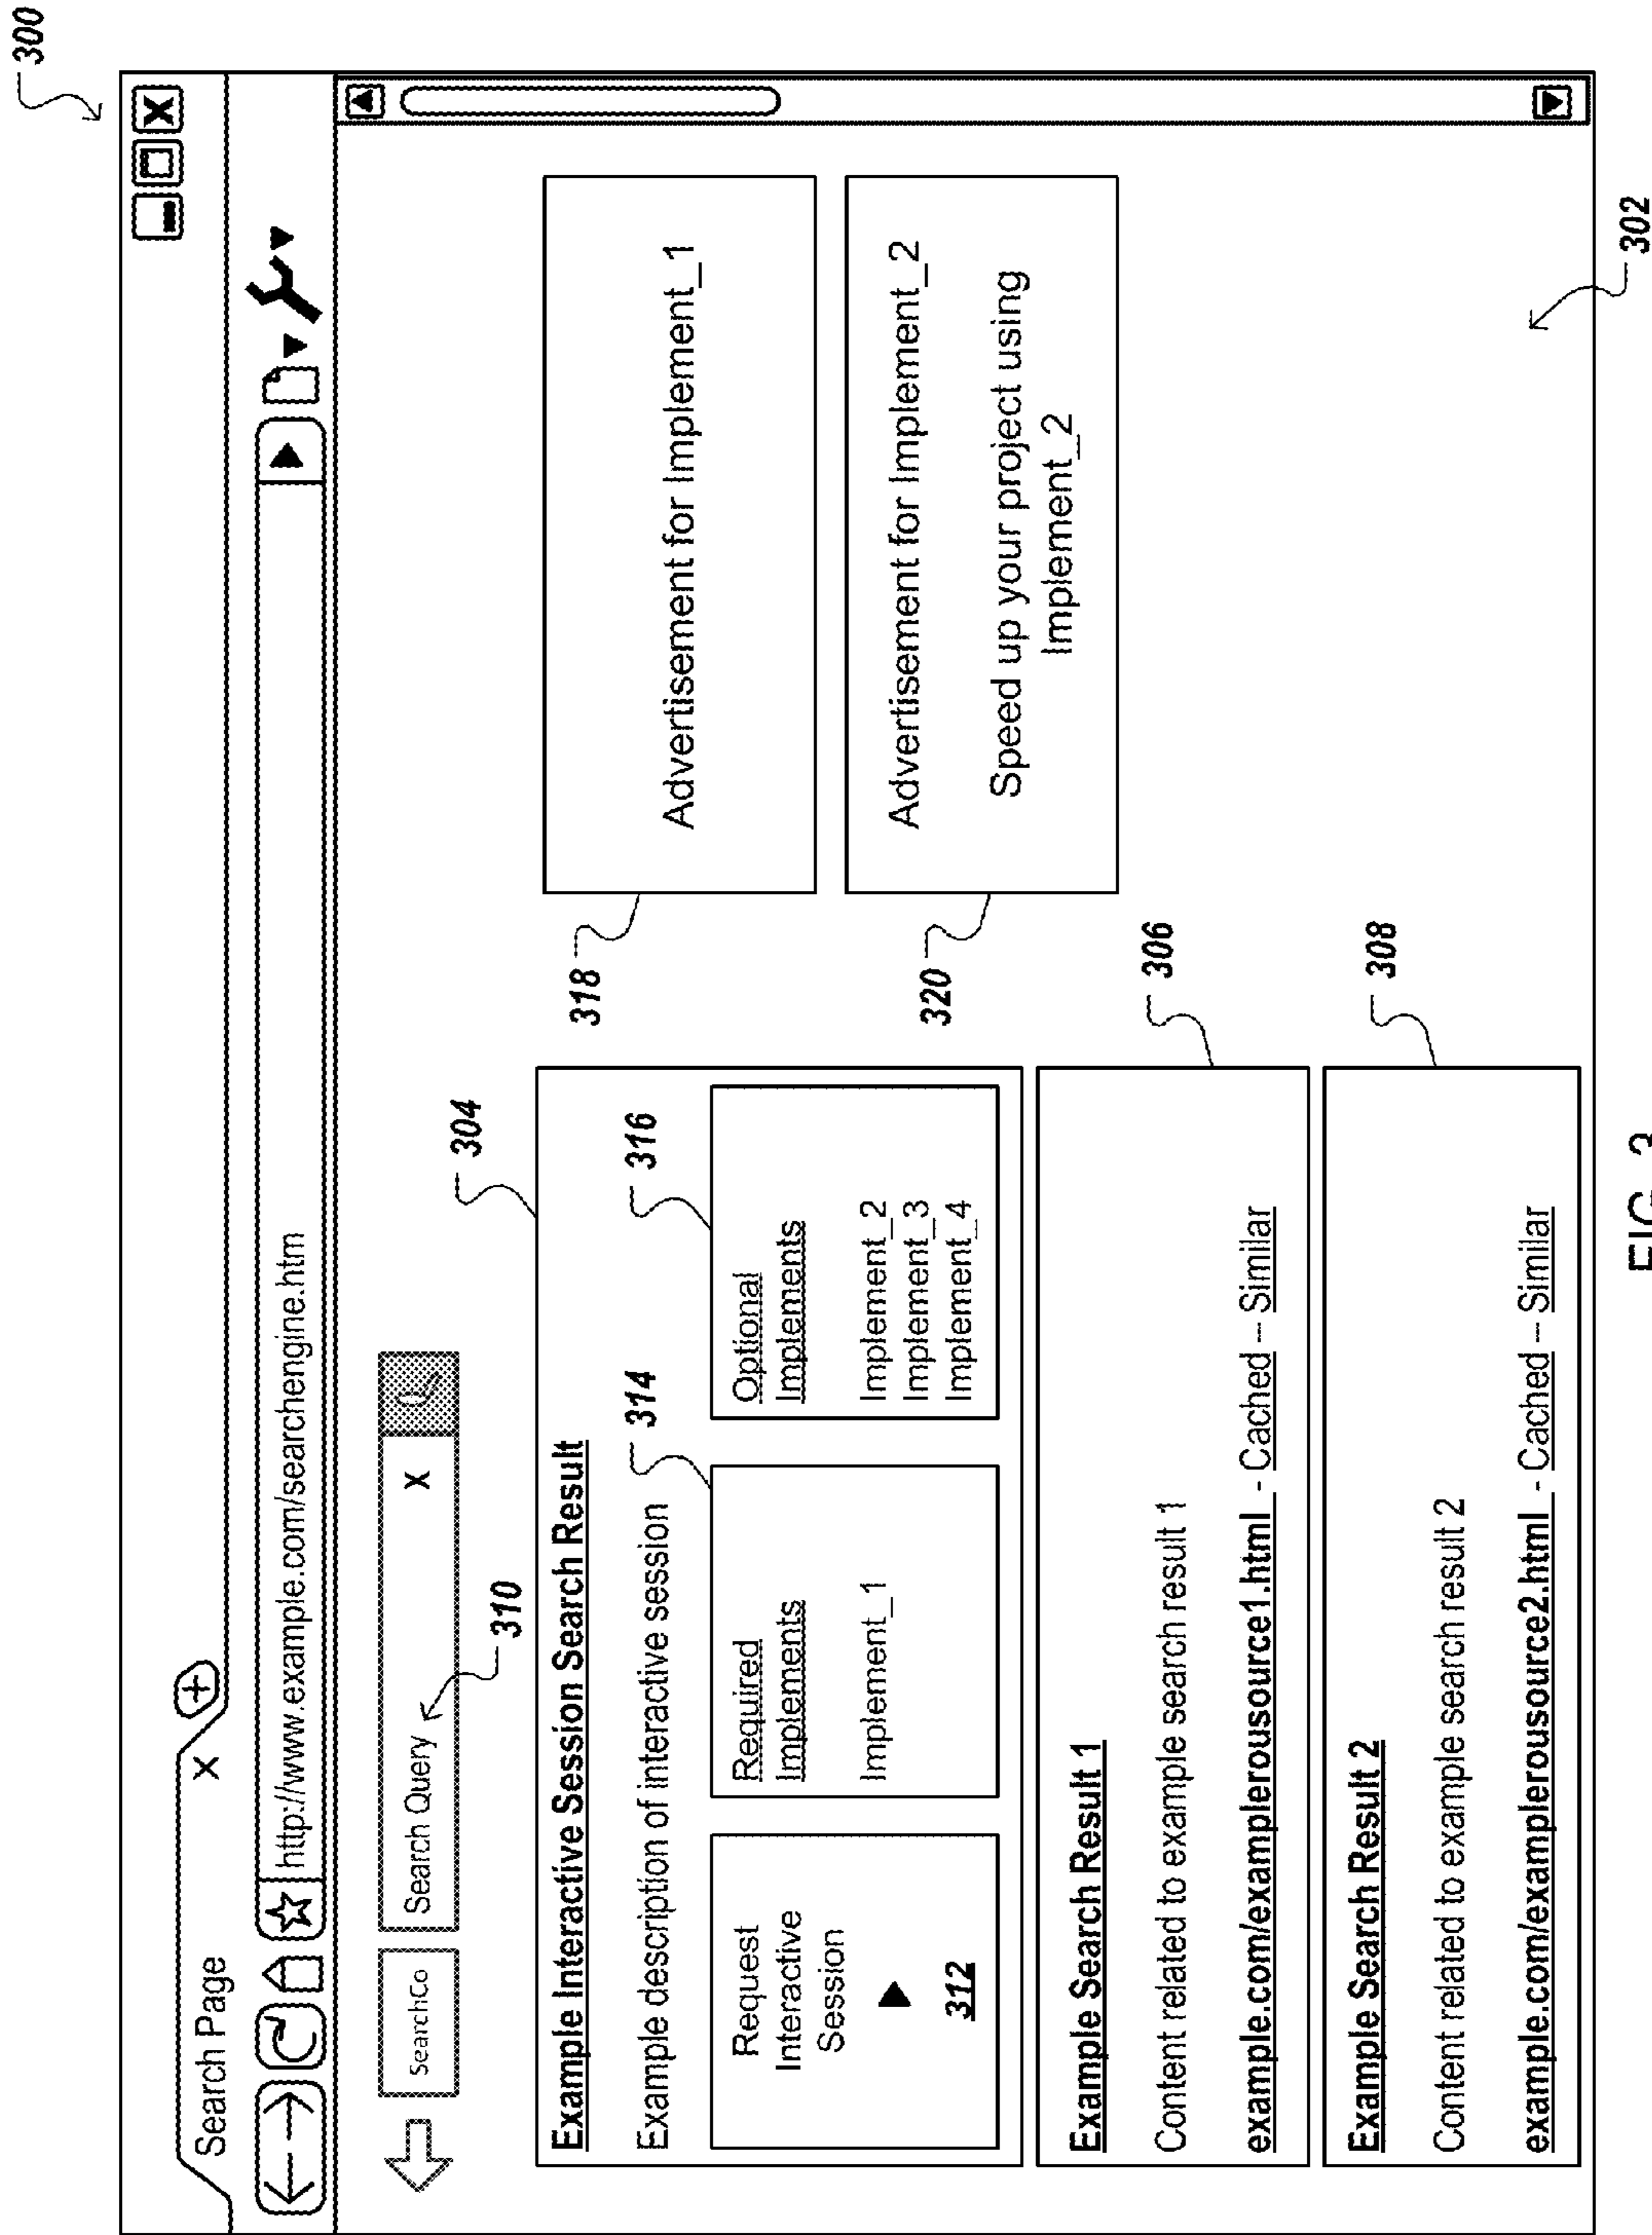 300
Search Page X
http://www.example.com/searchengine.htm
SearchCo
Search Query X
310
304
Example Interactive Session Search Result
Example description of interactive session
314
316
Request
Interactive
Session
312
Required
Implements
Implement_1
Optional
Implements
Implement_2
Implement_3
Implement_4
318
Advertisement for Implement_1
320
Advertisement for Implement_2
Speed up your project using
Implement_2
306
Example Search Result 1
Content related to example search result 1
example.com/examplerousource1.html - Cached – Similar
308
Example Search Result 2
Content related to example search result 2
example.com/examplerousource2.html - Cached – Similar
302
FIG. 3